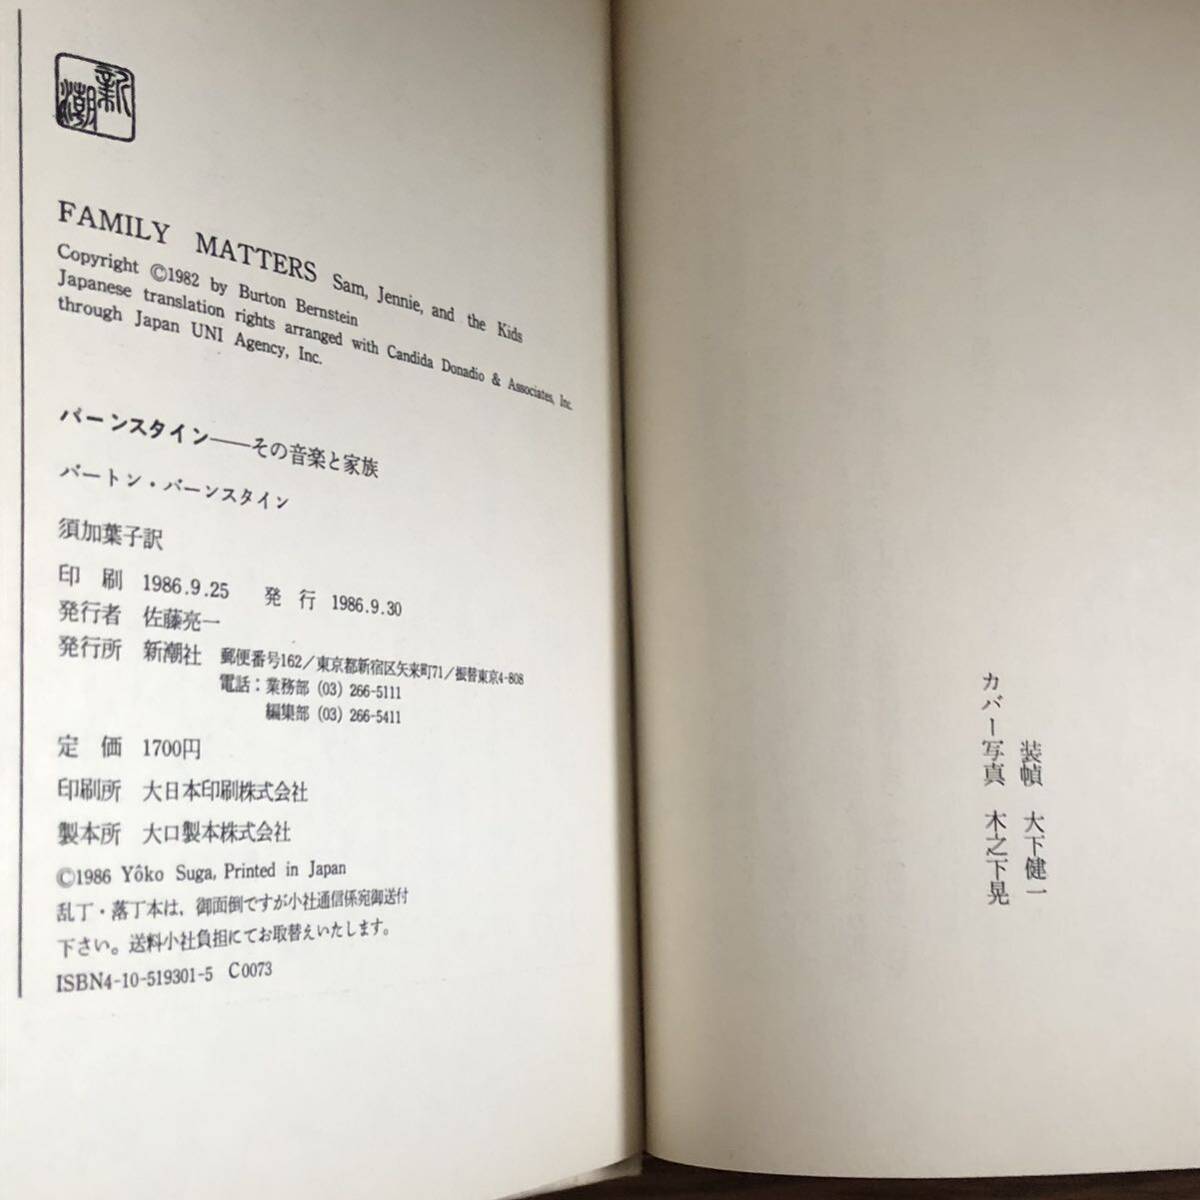 新潮
FAMILY MATTERS Sam, Jennie, and the Kids
Copyright ©1982 by Burton Bernstein
Japanese translation rights arranged with Candida Donadio & Associates, Inc.
through Japan UNI Agency, Inc.
バーンスタイン——その音楽と家族
バートン・バーンスタイン
須加葉子訳
印 刷 1986.9.25 発 行 1986.9.30
発行者 佐藤亮一
発行所 新潮社 郵便番号162/東京都新宿区矢来町71/振替東京4-808
電話:業務部 (03) 266-5111
編集部 (03) 266-5411
定 価 1700円
印刷所 大日本印刷株式会社
製本所 大口製本株式会社
©1986 Yôko Suga, Printed in Japan
乱丁・落丁本は、御面倒ですが小社通信係宛御送付
下さい。送料小社負担にてお取替えいたします。
ISBN4-10-519301-5 C0073
装幀 大下健一
カバー写真 木之下晃